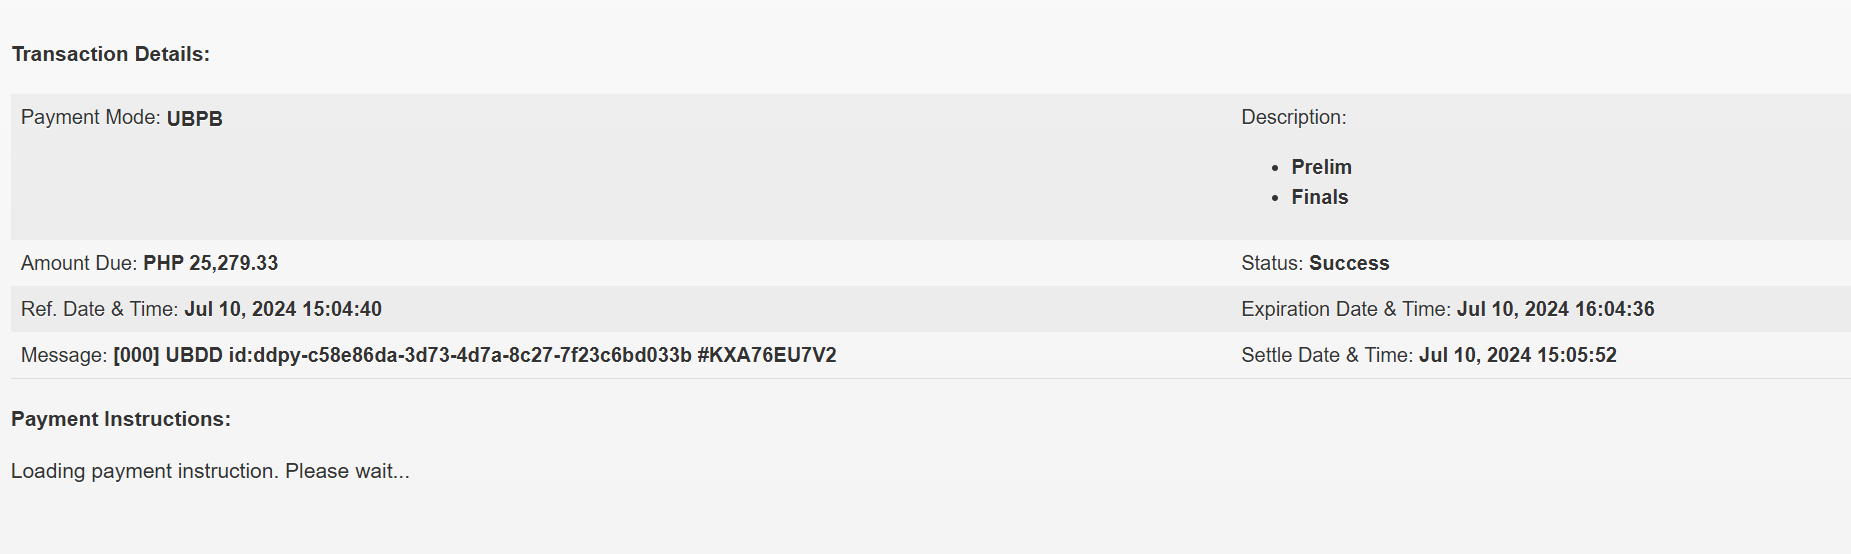 Transaction Details:
Payment Mode: UBPB
Description:
• Prelim
• Finals
Amount Due: PHP 25,279.33
Status: Success
Ref. Date & Time: Jul 10, 2024 15:04:40
Expiration Date & Time: Jul 10, 2024 16:04:36
Message: [000] UBDD id:ddpy-c58e86da-3d73-4d7a-8c27-7f23c6bd033b #KXA76EU7V2
Settle Date & Time: Jul 10, 2024 15:05:52
Payment Instructions:
Loading payment instruction. Please wait...